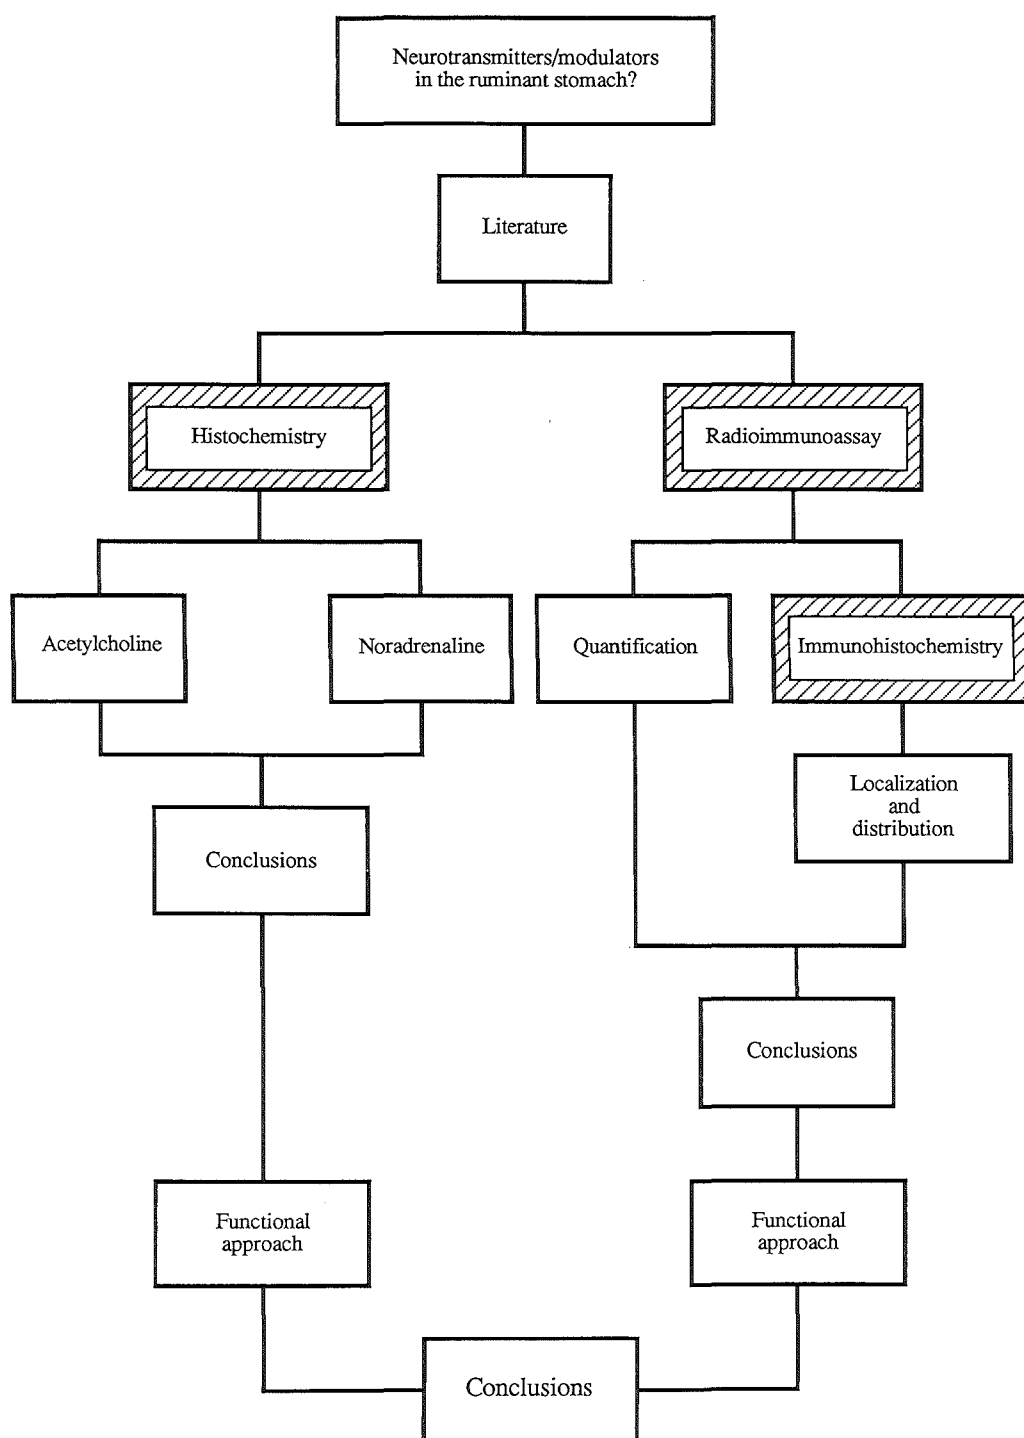 Neurotransmitters/modulators
in the ruminant stomach?
Literature
Histochemistry
Radioimmunoassay
Acetylcholine
Noradrenaline
Quantification
Immunohistochemistry
Localization
and
distribution
Conclusions
Conclusions
Functional
approach
Functional
approach
Conclusions